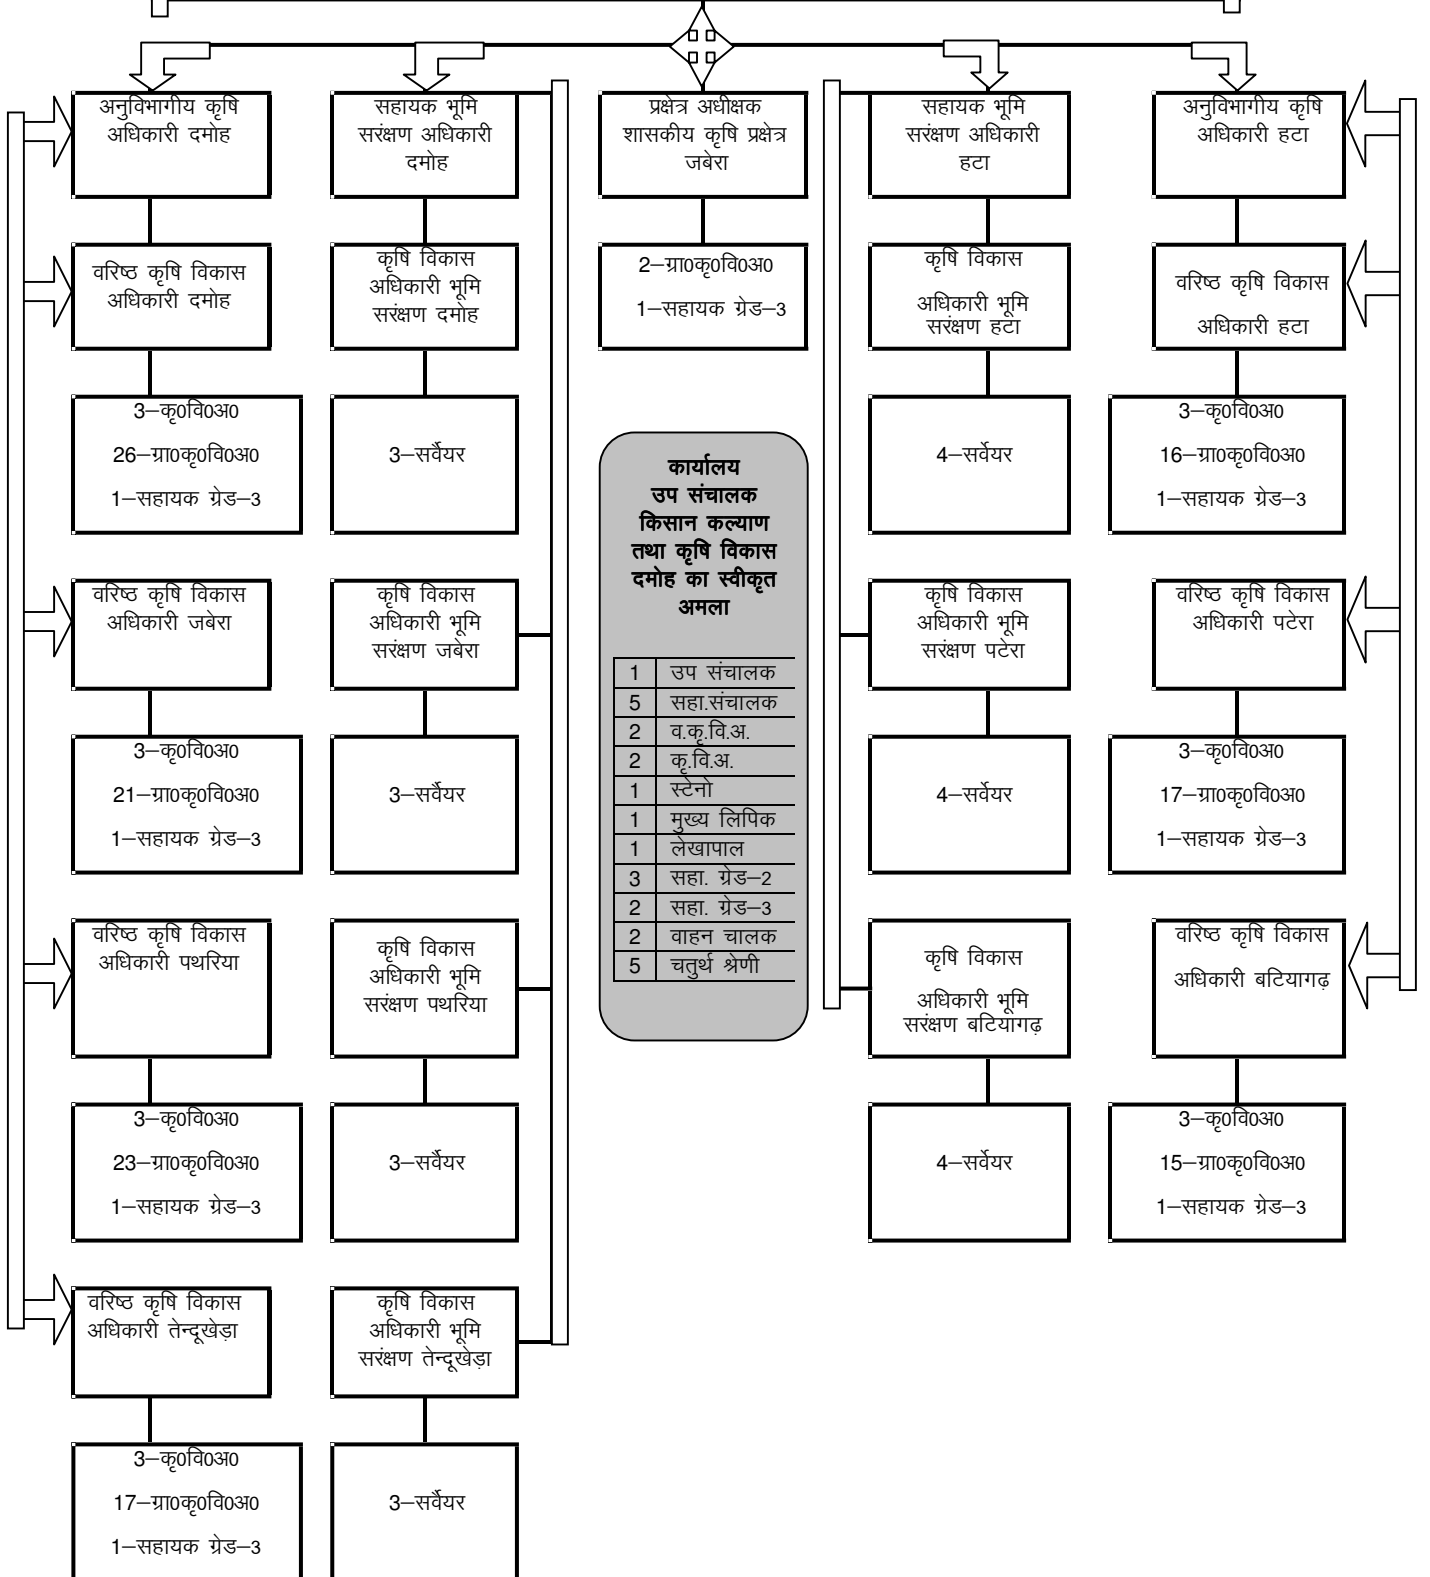 अनुविभागीय कृषि
अधिकारी दमोह
सहायक भूमि
सरंक्षण अधिकारी
दमोह
प्रक्षेत्र अधीक्षक
शासकीय कृषि प्रक्षेत्र
जबेरा
सहायक भूमि
सरंक्षण अधिकारी
हटा
अनुविभागीय कृषि
अधिकारी हटा
वरिष्ठ कृषि विकास
अधिकारी दमोह
कृषि विकास
अधिकारी भूमि
सरंक्षण दमोह
2–ग्रा0कृ0वि0अ0
1–सहायक ग्रेड–3
कृषि विकास
अधिकारी भूमि
सरंक्षण हटा
वरिष्ठ कृषि विकास
अधिकारी हटा
3–कृ0वि0अ0
26–ग्रा0कृ0वि0अ0
1–सहायक ग्रेड–3
3–सर्वैयर
4–सर्वेयर
3–कृ0वि0अ0
16–ग्रा0कृ0वि0अ0
1–सहायक ग्रेड–3
कार्यालय
उप संचालक
किसान कल्याण
तथा कृषि विकास
दमोह का स्वीकृत
अमला
1 उप संचालक
5 सहा.संचालक
2 व.कृ.वि.अ.
2 कृ.वि.अ.
1 स्टेनो
1 मुख्य लिपिक
1 लेखापाल
3 सहा. ग्रेड–2
2 सहा. ग्रेड–3
2 वाहन चालक
5 चतुर्थ श्रेणी
वरिष्ठ कृषि विकास
अधिकारी जबेरा
कृषि विकास
अधिकारी भूमि
सरंक्षण जबेरा
कृषि विकास
अधिकारी भूमि
सरंक्षण पटेरा
वरिष्ठ कृषि विकास
अधिकारी पटेरा
3–कृ0वि0अ0
21–ग्रा0कृ0वि0अ0
1–सहायक ग्रेड–3
3–सर्वैयर
4–सर्वेयर
3–कृ0वि0अ0
17–ग्रा0कृ0वि0अ0
1–सहायक ग्रेड–3
वरिष्ठ कृषि विकास
अधिकारी पथरिया
कृषि विकास
अधिकारी भूमि
सरंक्षण पथरिया
कृषि विकास
अधिकारी भूमि
सरंक्षण बटियागढ़
वरिष्ठ कृषि विकास
अधिकारी बटियागढ़
3–कृ0वि0अ0
23–ग्रा0कृ0वि0अ0
1–सहायक ग्रेड–3
3–सर्वैयर
4–सर्वेयर
3–कृ0वि0अ0
15–ग्रा0कृ0वि0अ0
1–सहायक ग्रेड–3
वरिष्ठ कृषि विकास
अधिकारी तेन्दूखेड़ा
कृषि विकास
अधिकारी भूमि
सरंक्षण तेन्दूखेड़ा
3–कृ0वि0अ0
17–ग्रा0कृ0वि0अ0
1–सहायक ग्रेड–3
3–सर्वैयर